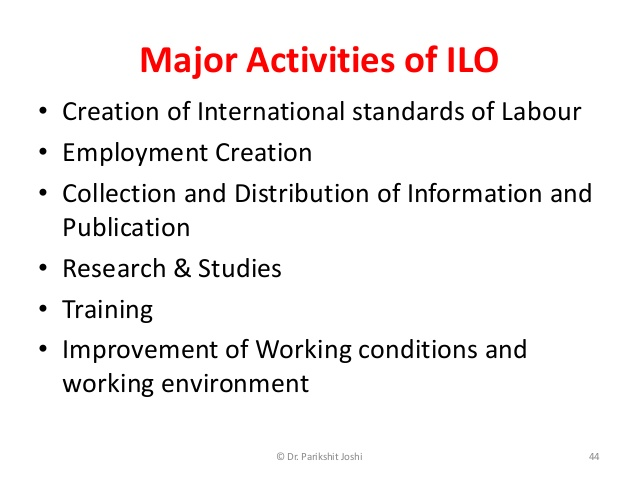 Major Activities of ILO
• Creation of International standards of Labour
• Employment Creation
• Collection and Distribution of Information and
Publication
• Research & Studies
• Training
• Improvement of Working conditions and
working environment
© Dr. Parikshit Joshi
44